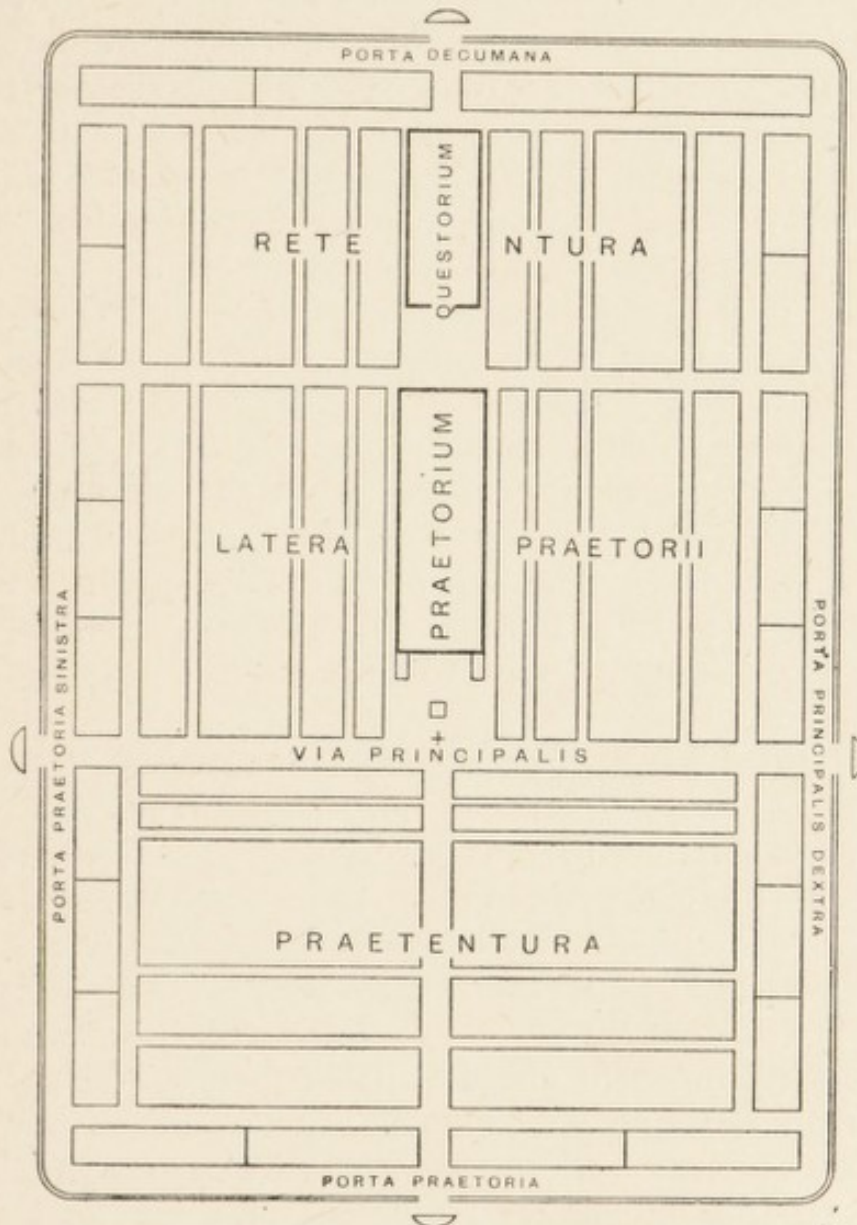 PORTA DECUMANA
QUESTORIUM
RETE NTURA
PRAETORIUM
LATERA PRAETORII
PORTA PRAETORIA SINISTRA
PORTA PRINCIPALIS DEXTRA
VIA PRINCIPALIS
PRAETENTURA
PORTA PRAETORIA